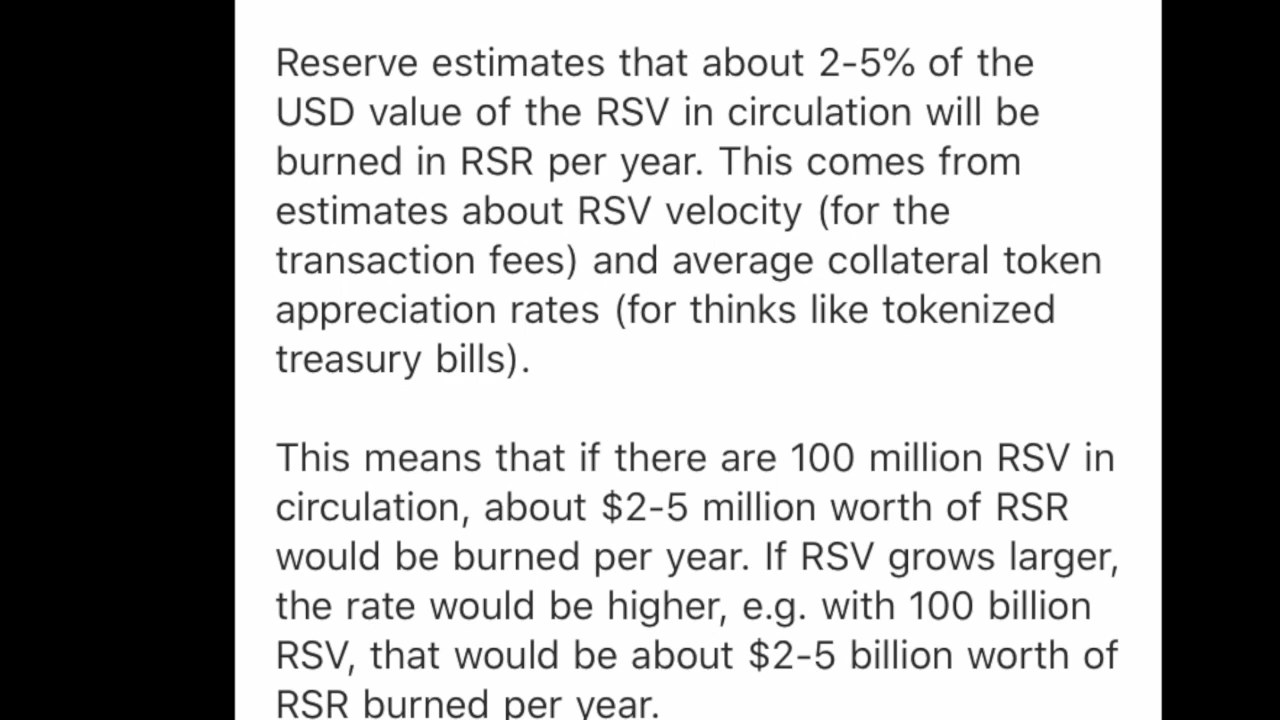 Reserve estimates that about 2-5% of the
USD value of the RSV in circulation will be
burned in RSR per year. This comes from
estimates about RSV velocity (for the
transaction fees) and average collateral token
appreciation rates (for thinks like tokenized
treasury bills).
This means that if there are 100 million RSV in
circulation, about $2-5 million worth of RSR
would be burned per year. If RSV grows larger,
the rate would be higher, e.g. with 100 billion
RSV, that would be about $2-5 billion worth of
RSR burned per year.